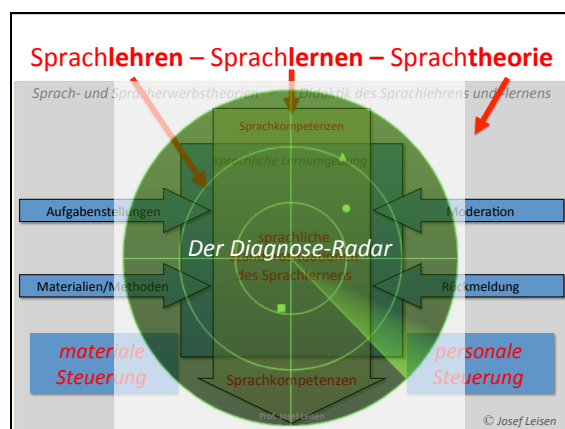 Sprachlehren – Sprachlernen – Sprachtheorie
Sprach- und Spracherwerbstheorien - Didaktik des Sprachlehrens und -lernens
Sprachkompetenzen
sprachliche Lernumgebung
Aufgabenstellungen
Moderation
sprachliche
Der Diagnose-Radar
des Sprachlernens
Materialien/Methoden
Rückmeldung
materiale
Steuerung
personale
Steuerung
Sprachkompetenzen
Prof. Josef Leisen
© Josef Leisen